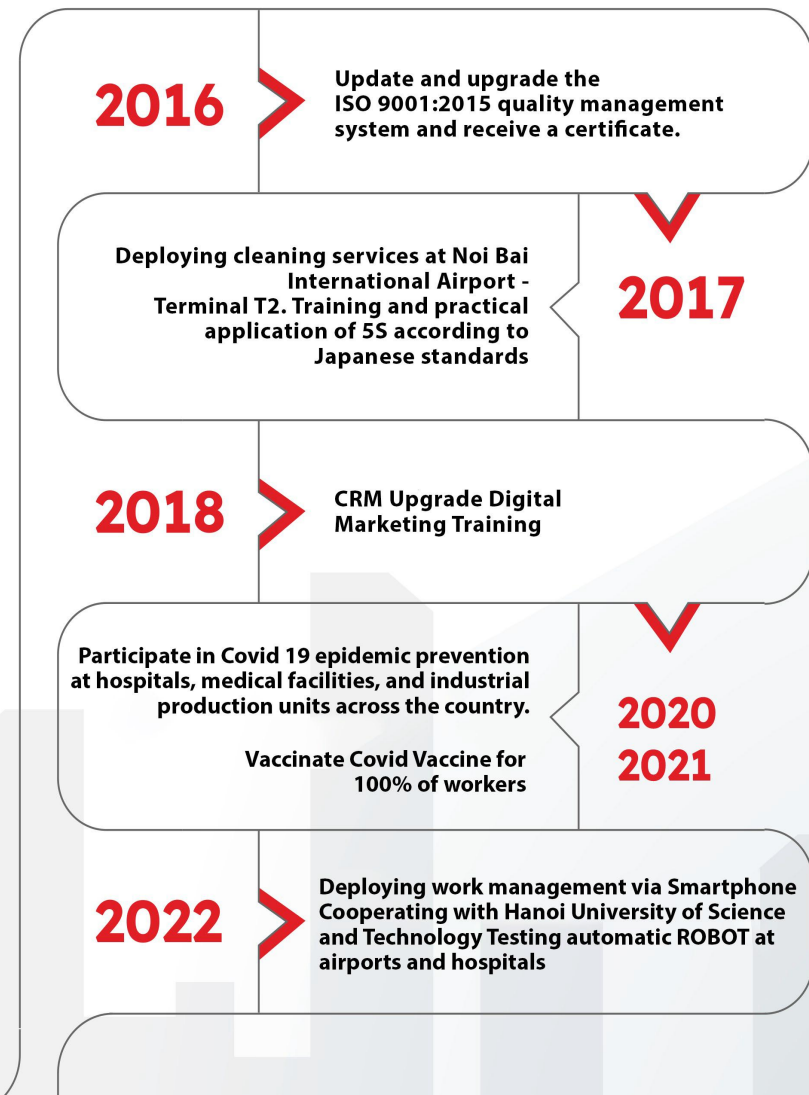 2016
Update and upgrade the
ISO 9001:2015 quality management
system and receive a certificate.
Deploying cleaning services at Noi Bai
International Airport -
Terminal T2. Training and practical
application of 5S according to
Japanese standards
2017
2018
CRM Upgrade Digital
Marketing Training
Participate in Covid 19 epidemic prevention
at hospitals, medical facilities, and industrial
production units across the country.
Vaccinate Covid Vaccine for
100% of workers
2020
2021
2022
Deploying work management via Smartphone
Cooperating with Hanoi University of Science
and Technology Testing automatic ROBOT at
airports and hospitals